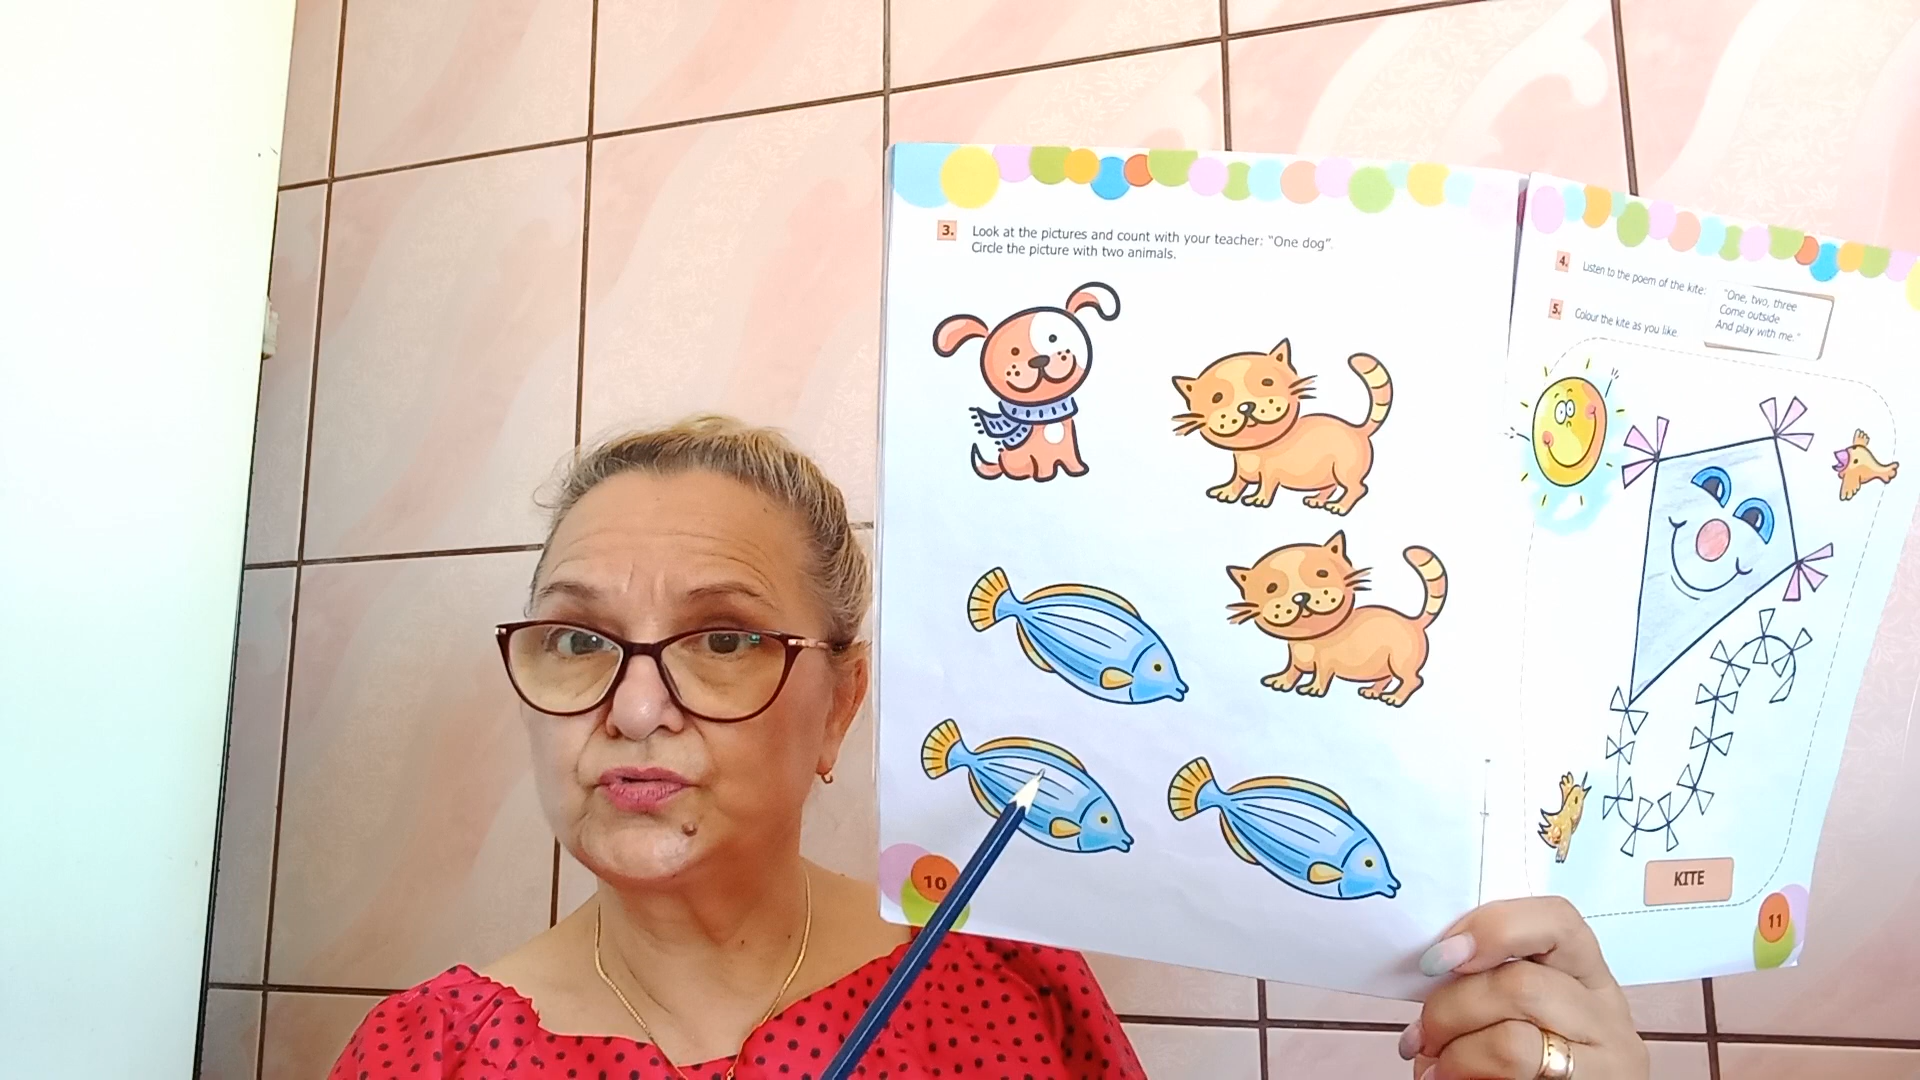 3. Look at the pictures and count with your teacher: "One dog".
Circle the picture with two animals.
10
4. Listen to the poem of the kite:
"One, two, three
Come outside
And play with me."
5. Colour the kite as you like.
KITE
11